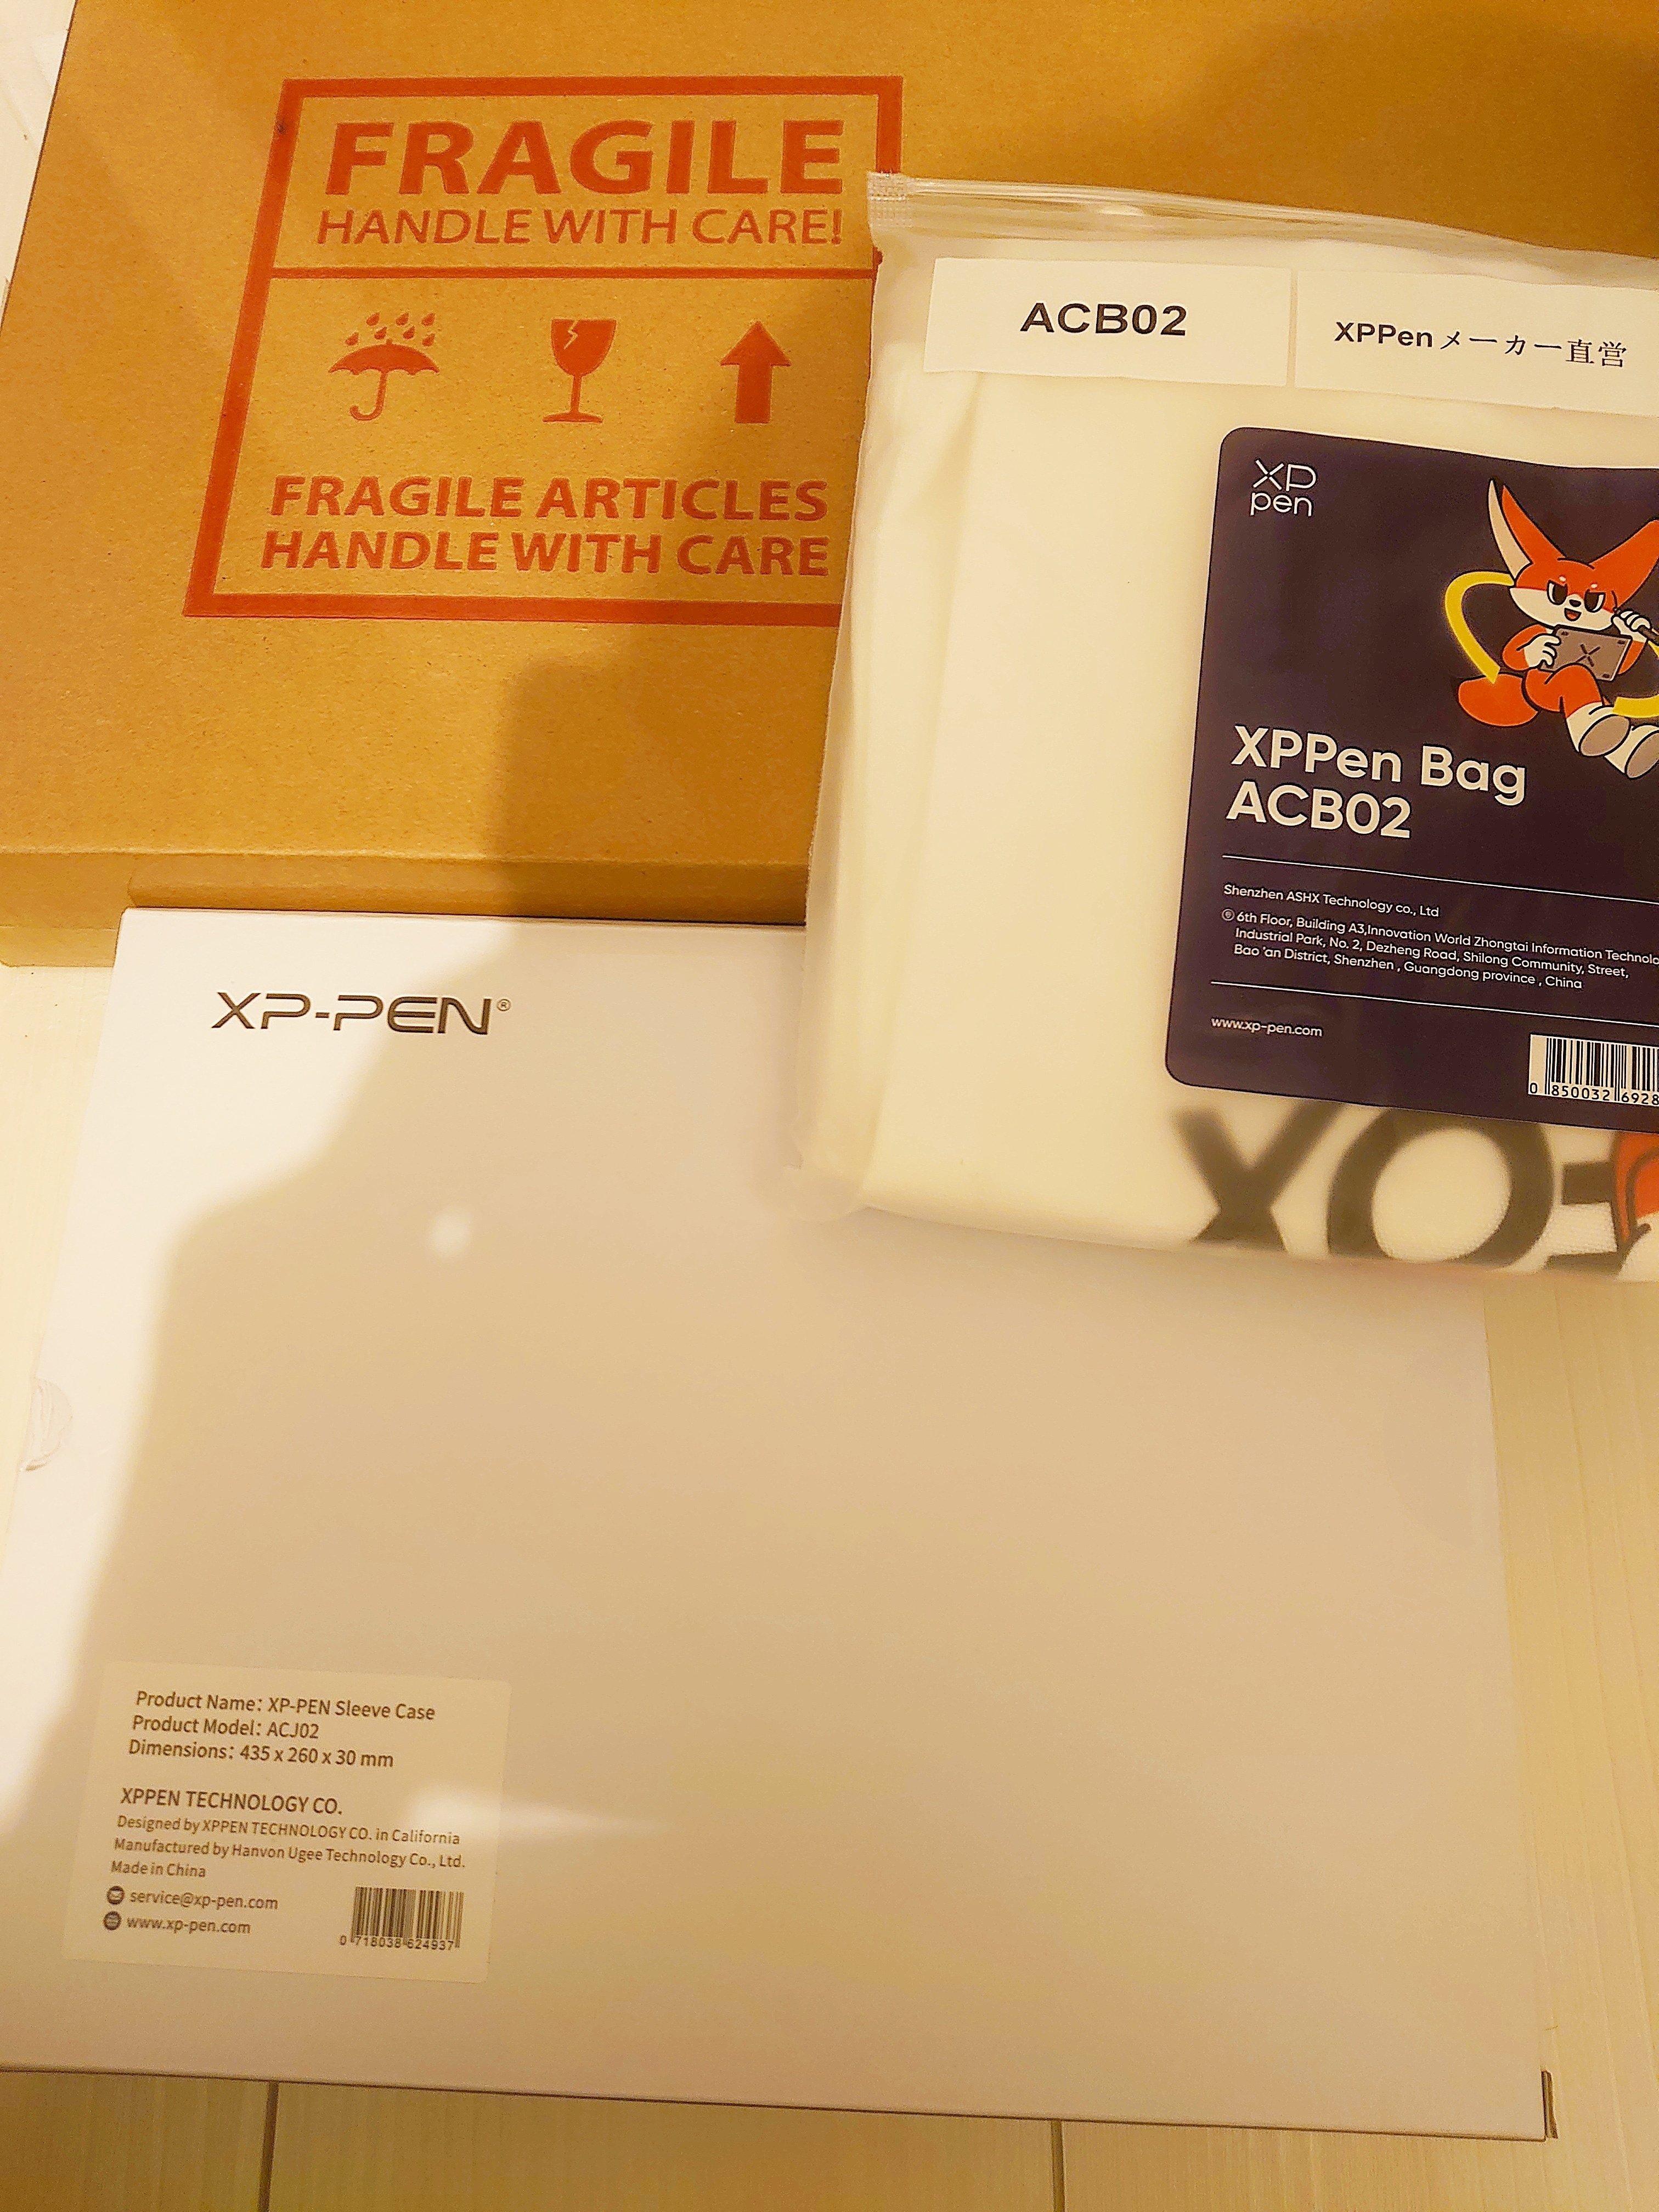 FRAGILE
HANDLE WITH CARE!
FRAGILE ARTICLES
HANDLE WITH CARE
ACB02
XPPenメーカー直営
XP
pen
XPPen Bag
ACB02
Shenzhen ASHX Technology co., Ltd
6th Floor, Building A3,Innovation World Zhongtai Information
Industrial Park, No. 2, Dezheng Road, Shilong Community, Street,
Bao 'an District, Shenzhen , Guangdong province , China
www.xp-pen.com
0 850032 6928
XP-PEN®
Product Name: XP-PEN Sleeve Case
Product Model: ACJ02
Dimensions: 435 x 260 x 30 mm
XPPEN TECHNOLOGY CO.
Designed by XPPEN TECHNOLOGY CO. in California
Manufactured by Hanvon Ugee Technology Co., Ltd.
Made in China
service@xp-pen.com
www.xp-pen.com
0 718038 624937